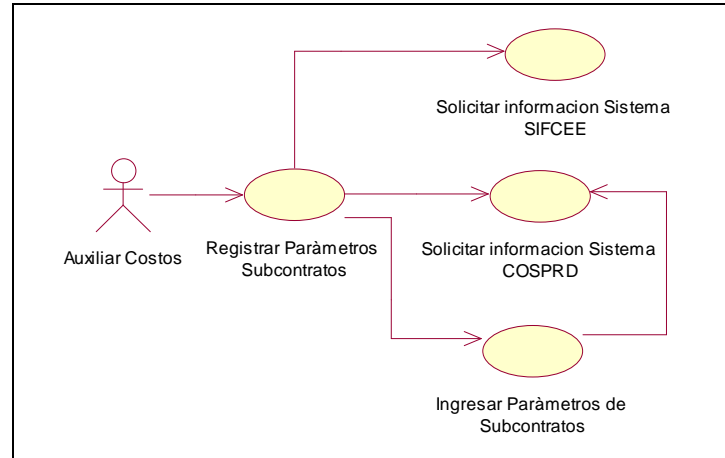 Solicitar informacion Sistema
SIFCEE
Auxiliar Costos
Registrar Paràmetros
Subcontratos
Solicitar informacion Sistema
COSPRD
Ingresar Paràmetros de
Subcontratos